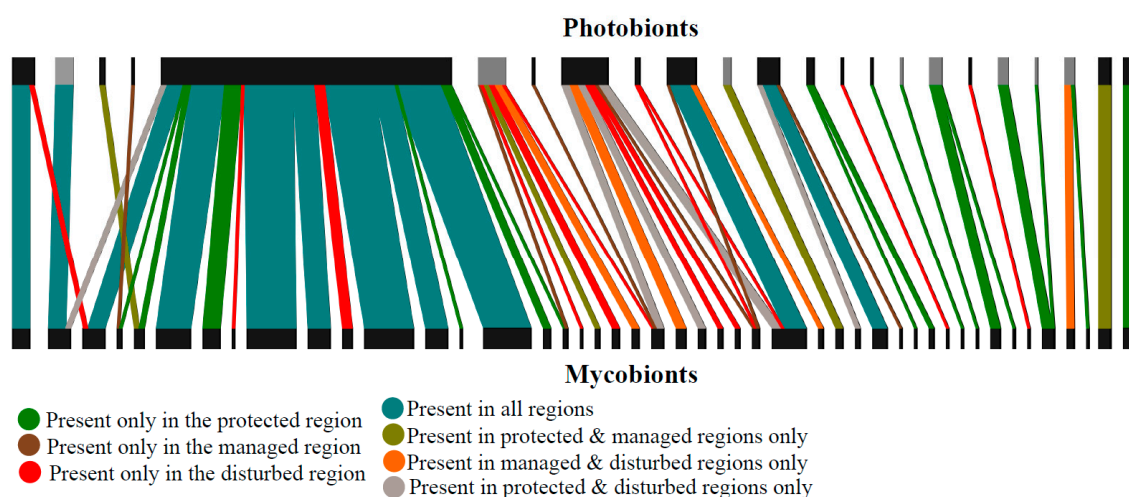 Photobionts
Mycobionts
Present only in the protected region
Present only in the managed region
Present only in the disturbed region
Present in all regions
Present in protected & managed regions only
Present in managed & disturbed regions only
Present in protected & disturbed regions only